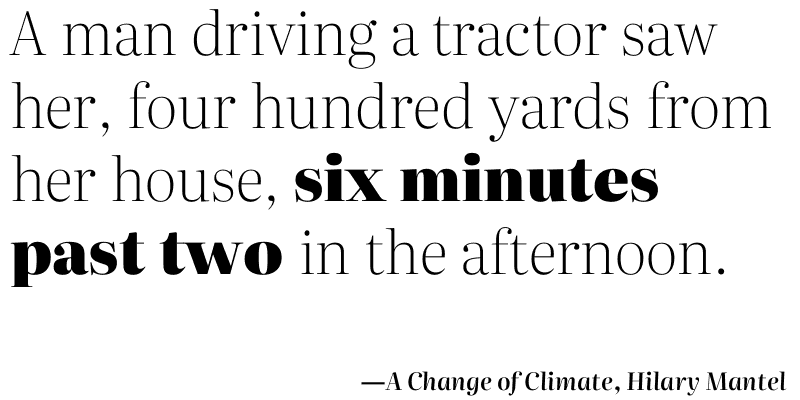 A man driving a tractor saw
her, four hundred yards from
her house, six minutes
past two in the afternoon.
—A Change of Climate, Hilary Mantel